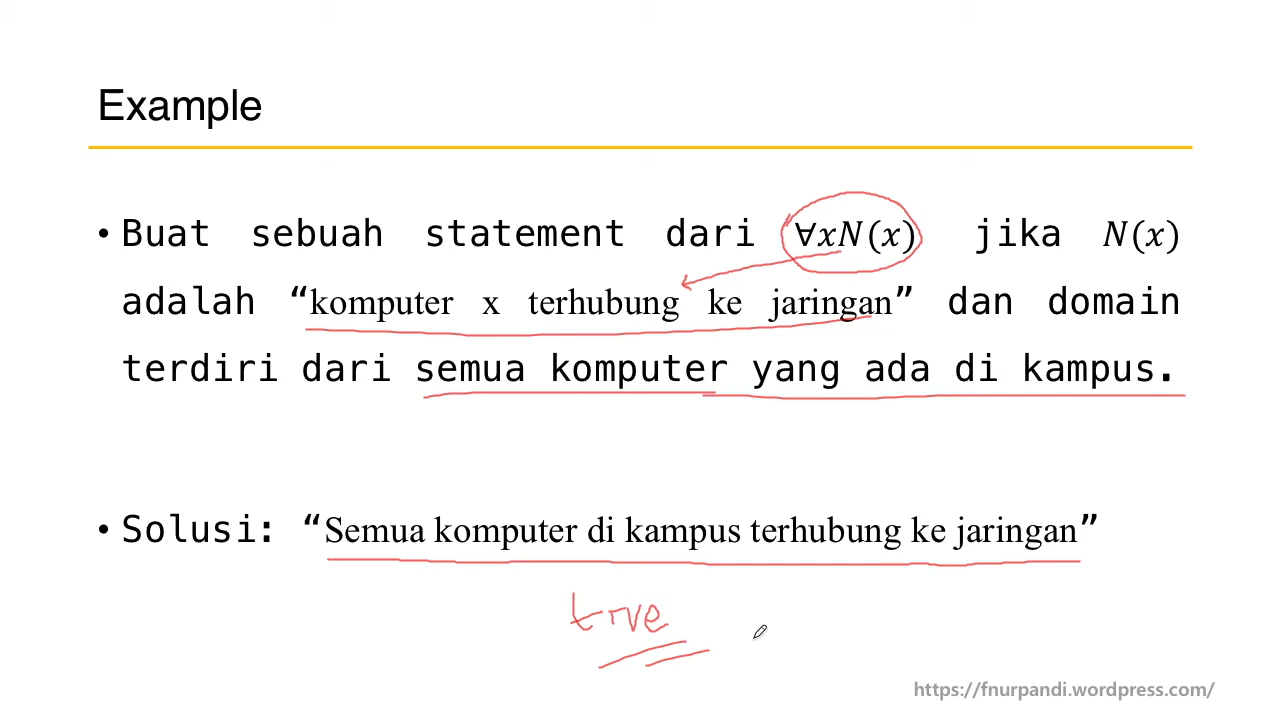 Example
• Buat sebuah statement dari ∀xN(x) jika N(x)
adalah “komputer x terhubung ke jaringan” dan domain
terdiri dari semua komputer yang ada di kampus.
• Solusi: “Semua komputer di kampus terhubung ke jaringan”
true
https://fnurpandi.wordpress.com/